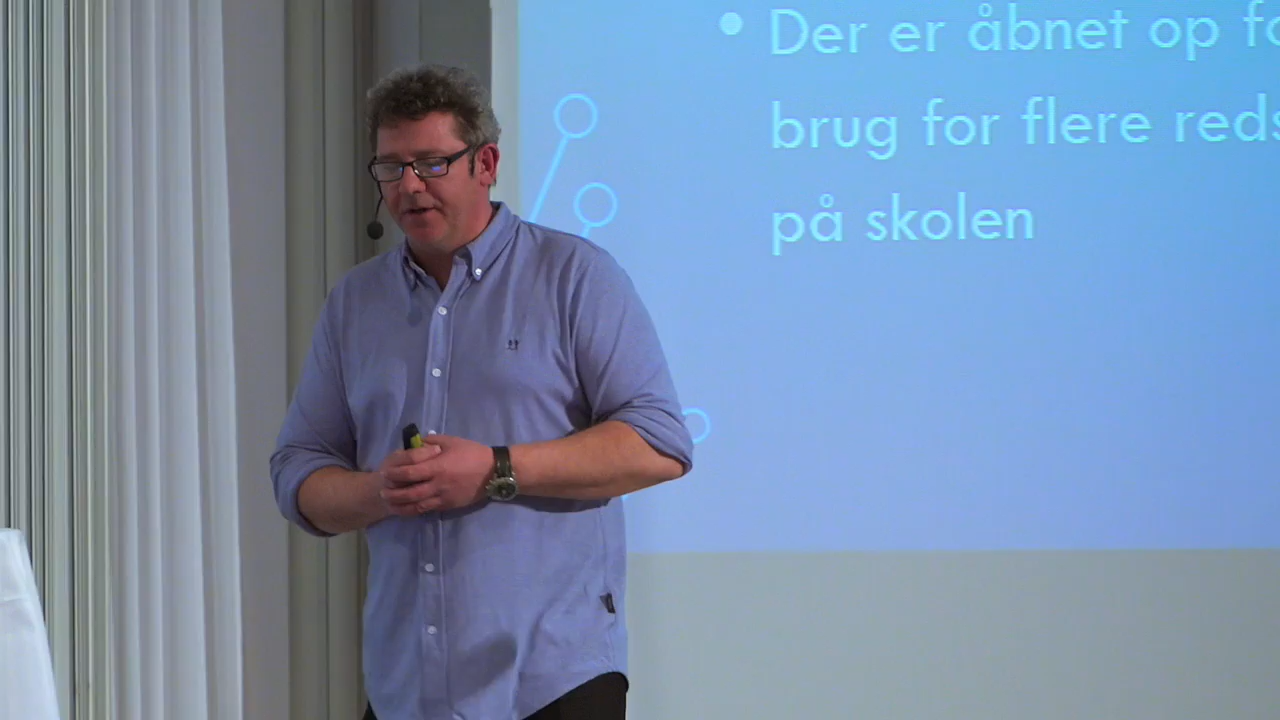 Der er åbnet op
brug for flere
på skolen